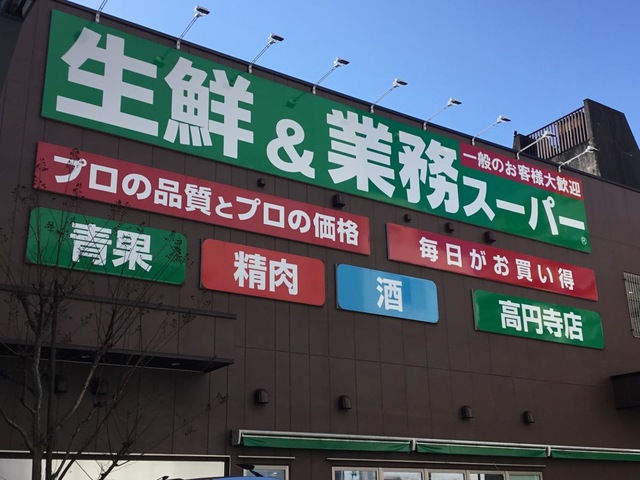 生鮮&業務スーパー®
一般のお客様大歓迎
プロの品質とプロの価格
毎日がお買い得
青果
精肉
酒
高円寺店